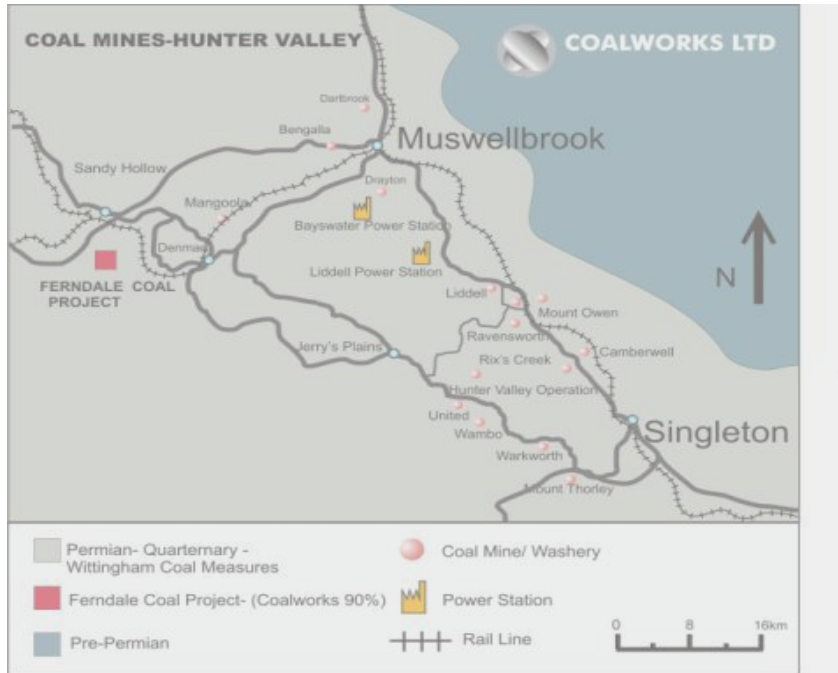 COAL MINES-HUNTER VALLEY
COALWORKS LTD
Dartbrook
Bengalla
Muswellbrook
Sandy Hollow
Drayton
Mangoola
Bayswater Power Station
Denman
Liddell Power Station
N
FERNDALE COAL
PROJECT
Liddell
Mount Owen
Ravensworth
Jerry's Plains
Camberwell
Rix's Creek
Hunter Valley Operation
United
Wambo
Singleton
Warkworth
Mount Thorley
Permian- Quarternary -
Wittingham Coal Measures
Coal Mine/ Washery
Ferndale Coal Project- (Coalworks 90%)
Power Station
Pre-Permian
Rail Line
0 8 16km